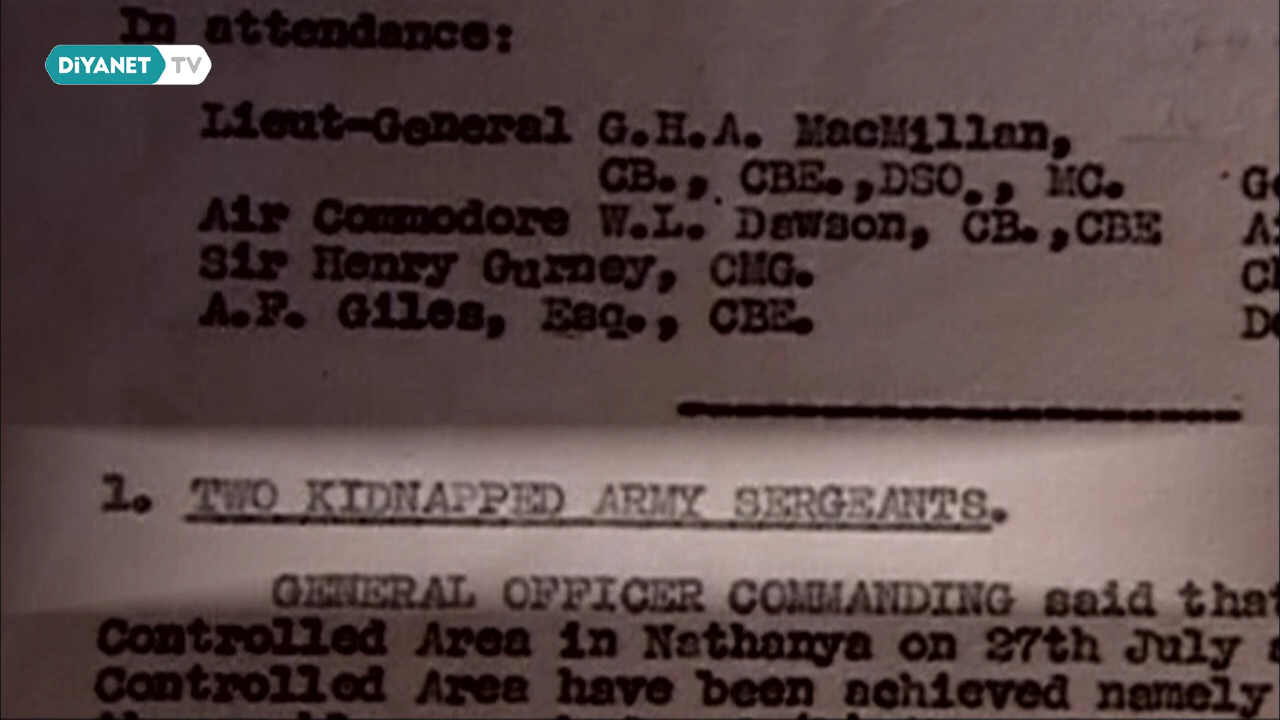 In attendance:
DiYANET TV
Lieut-General G.H.A. MacMillan,
CB., CBE.,DSO., MC.
Air Commodore W.L. Dawson, CB.,CBE
Sir Henry Gurney, CMG.
A.F. Giles, Esq., CBE.
1. TWO KIDNAPPED ARMY SERGEANTS.
GENERAL OFFICER COMMANDING said that
Controlled Area in Nathanya on 27th July
Controlled Area have been achieved namely